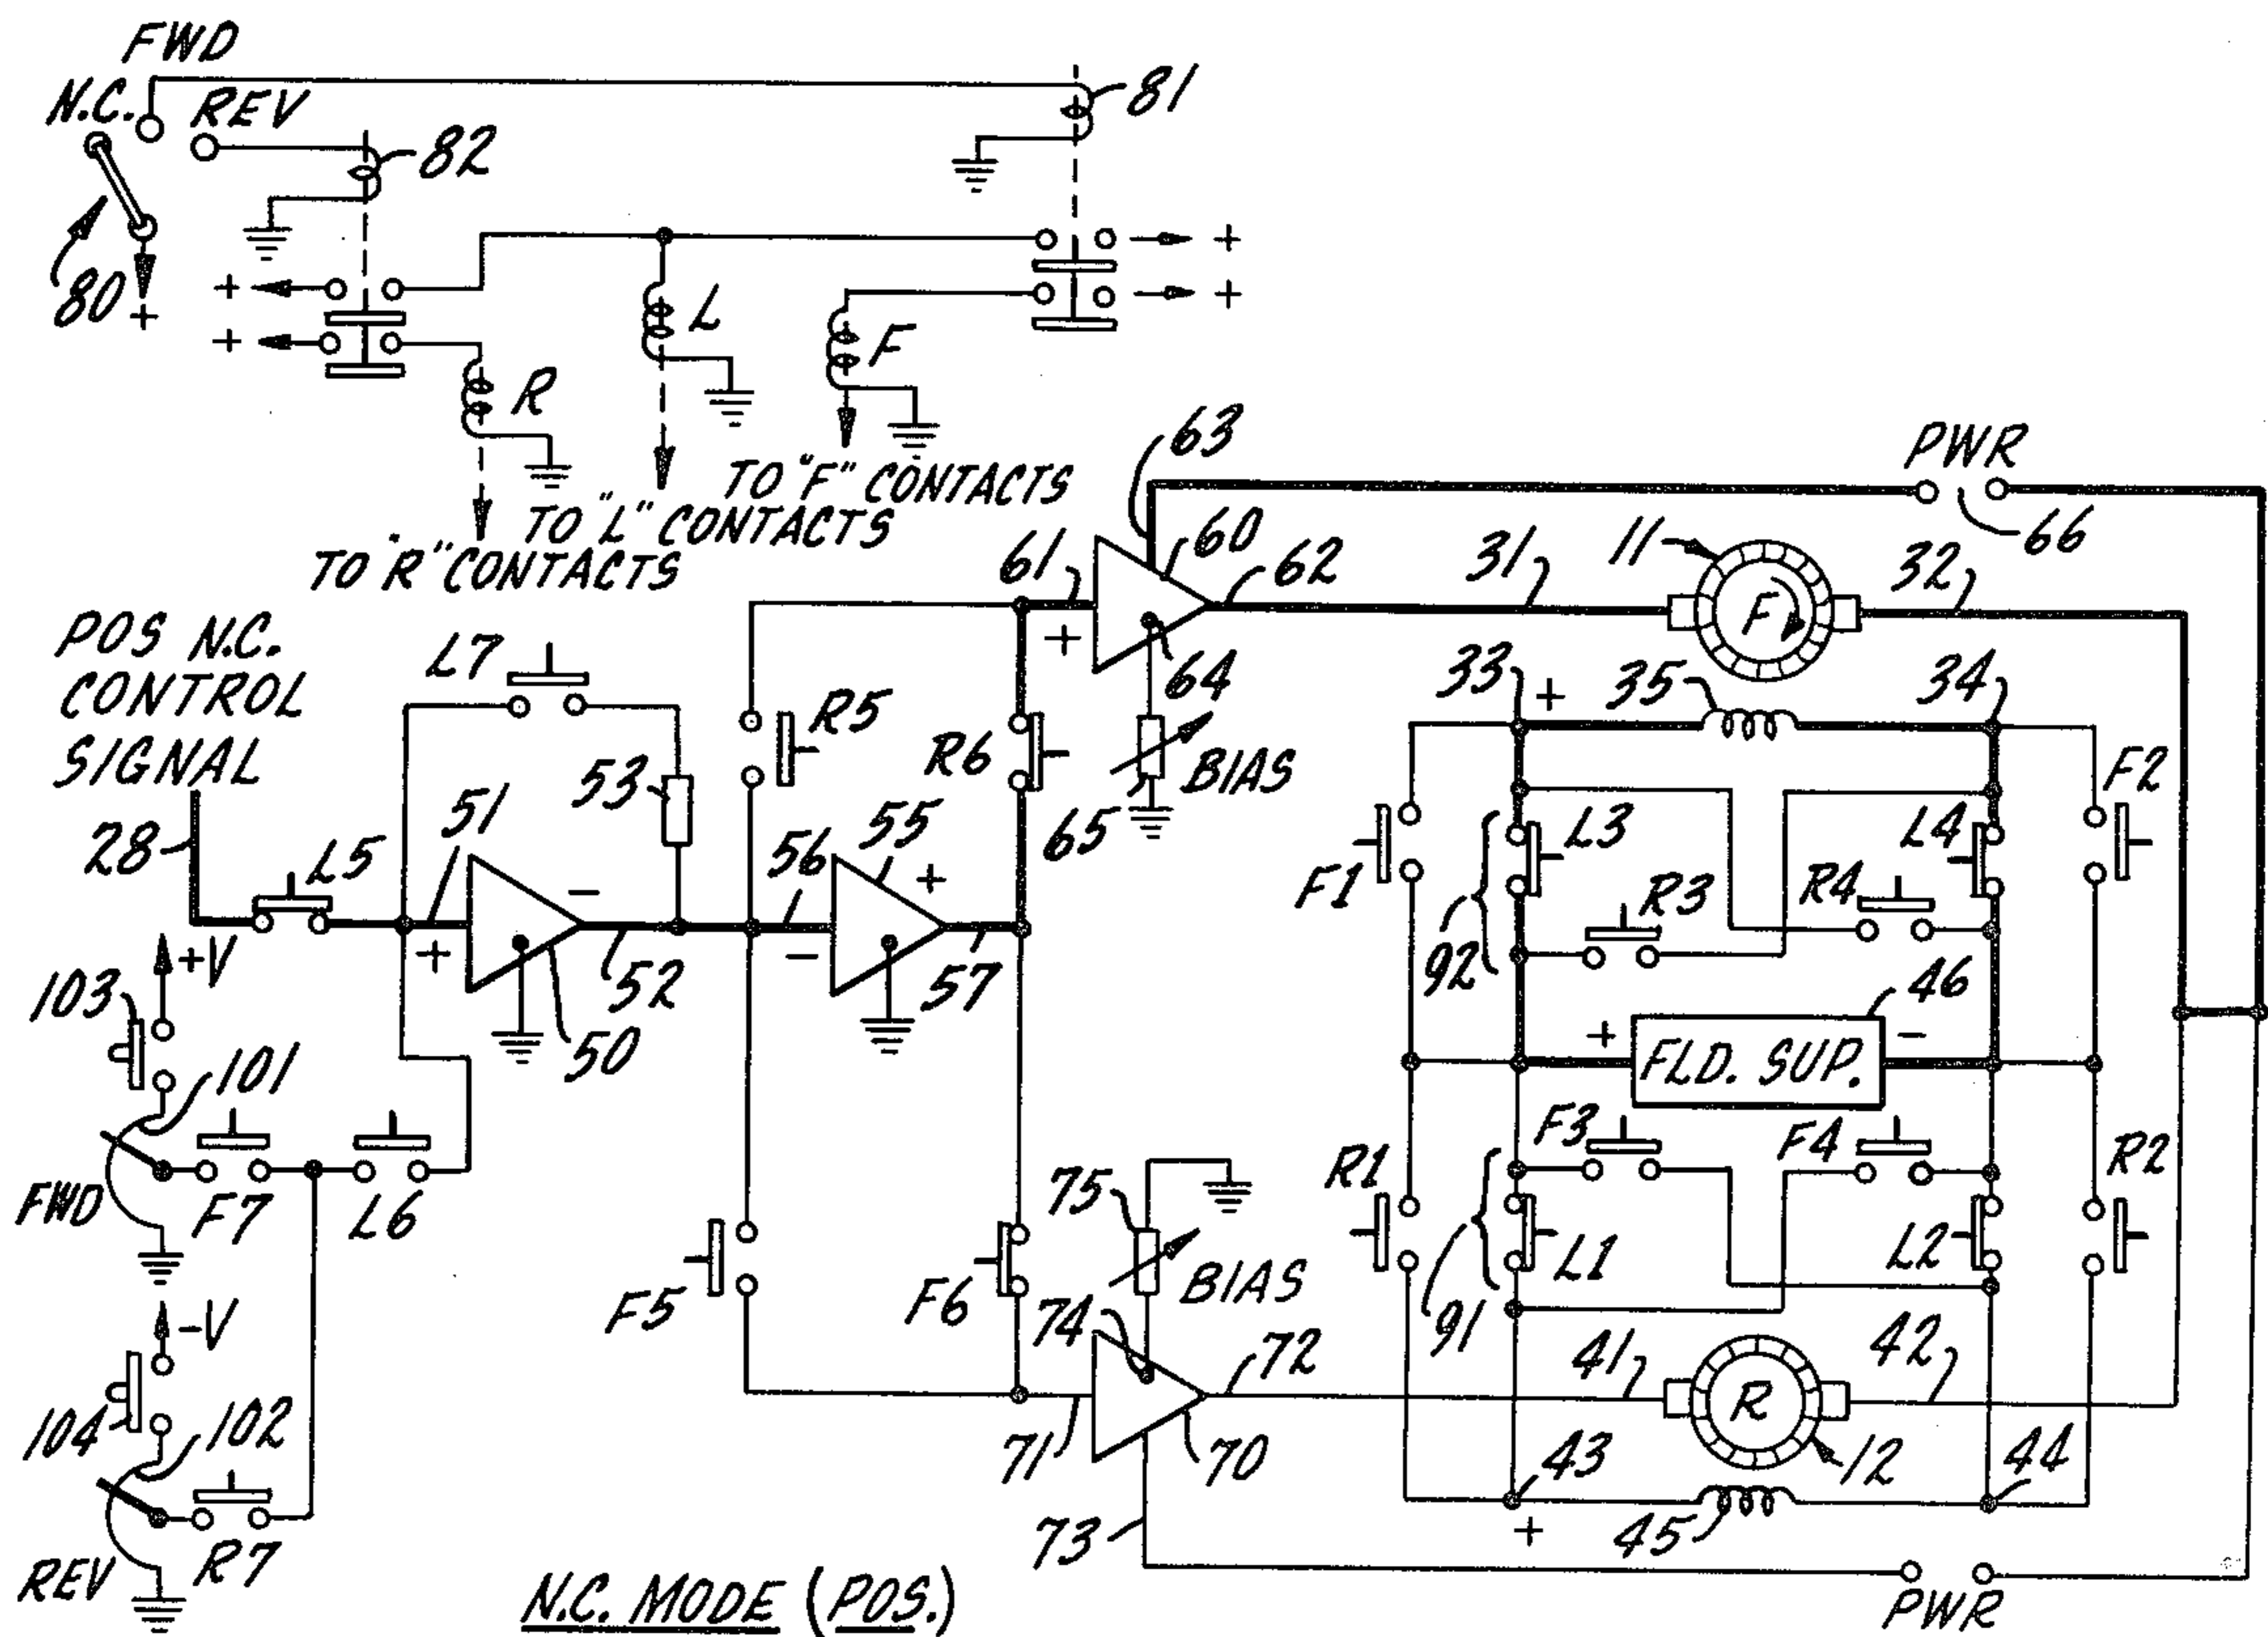 FWD
N.C.
REV
82
81
80
+
+
+
+
+
R
L
F
TO "F" CONTACTS
TO "L" CONTACTS
TO "R" CONTACTS
63
PWR
66
61
60
62
31
11
F
32
+
64
65
BIAS
POS N.C.
CONTROL
SIGNAL
28
L7
53
R5
R6
33
+
35
34
F2
L5
51
+
−
50
52
56
−
55
+
57
F1
92
L3
R3
R4
L4
+
FLD. SUP.
−
46
+V
103
101
FWD
F7
L6
F5
F6
75
74
BIAS
R1
91
L1
F3
F4
L2
R2
−V
104
102
REV
R7
71
70
72
73
41
R
42
12
43
+
45
44
PWR
N.C. MODE (POS.)